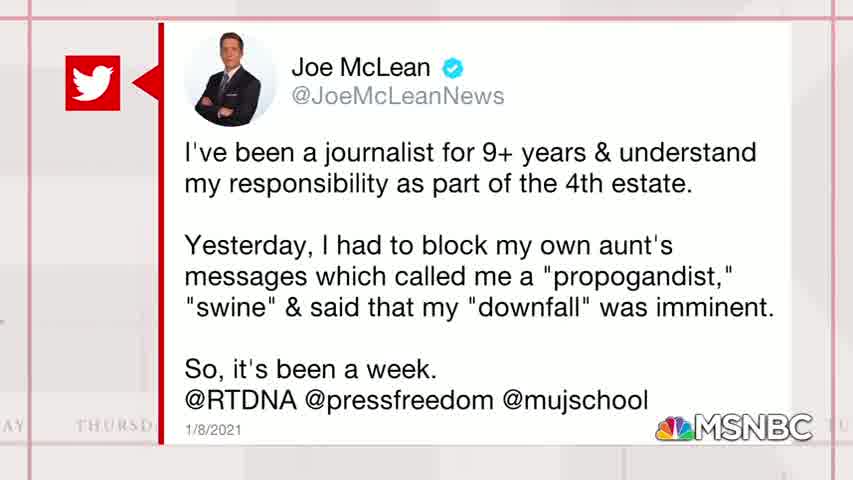 Joe McLean
@JoeMcLeanNews
I've been a journalist for 9+ years & understand
my responsibility as part of the 4th estate.
Yesterday, I had to block my own aunt's
messages which called me a "propogandist,"
"swine" & said that my "downfall" was imminent.
So, it's been a week.
@RTDNA @pressfreedom @mujschool
1/8/2021
AY THURSD TU
MSNBC